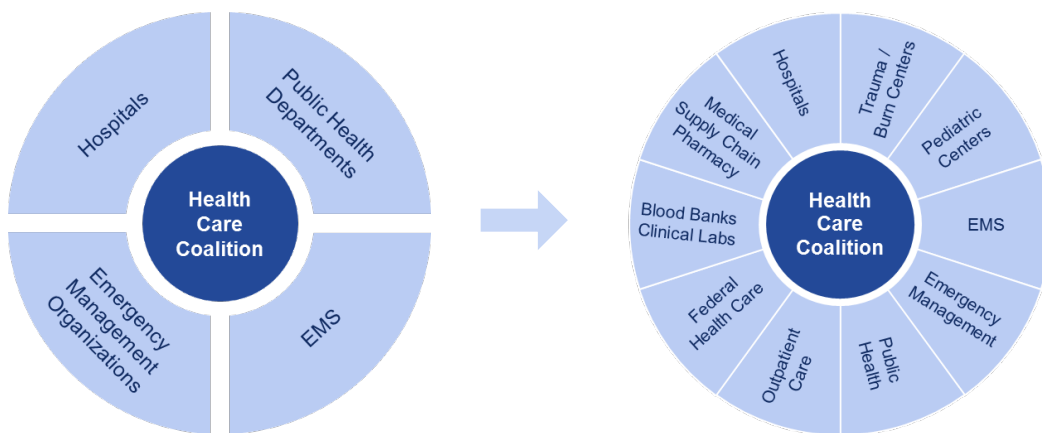 Hospitals
Public Health
Departments
Health
Care
Coalition
Emergency
Management
Organizations
EMS
Hospitals
Trauma /
Burn Centers
Pediatric
Centers
EMS
Emergency
Management
Public
Health
Outpatient
Care
Federal
Health Care
Blood Banks
Clinical Labs
Medical
Supply Chain
Pharmacy
Health
Care
Coalition